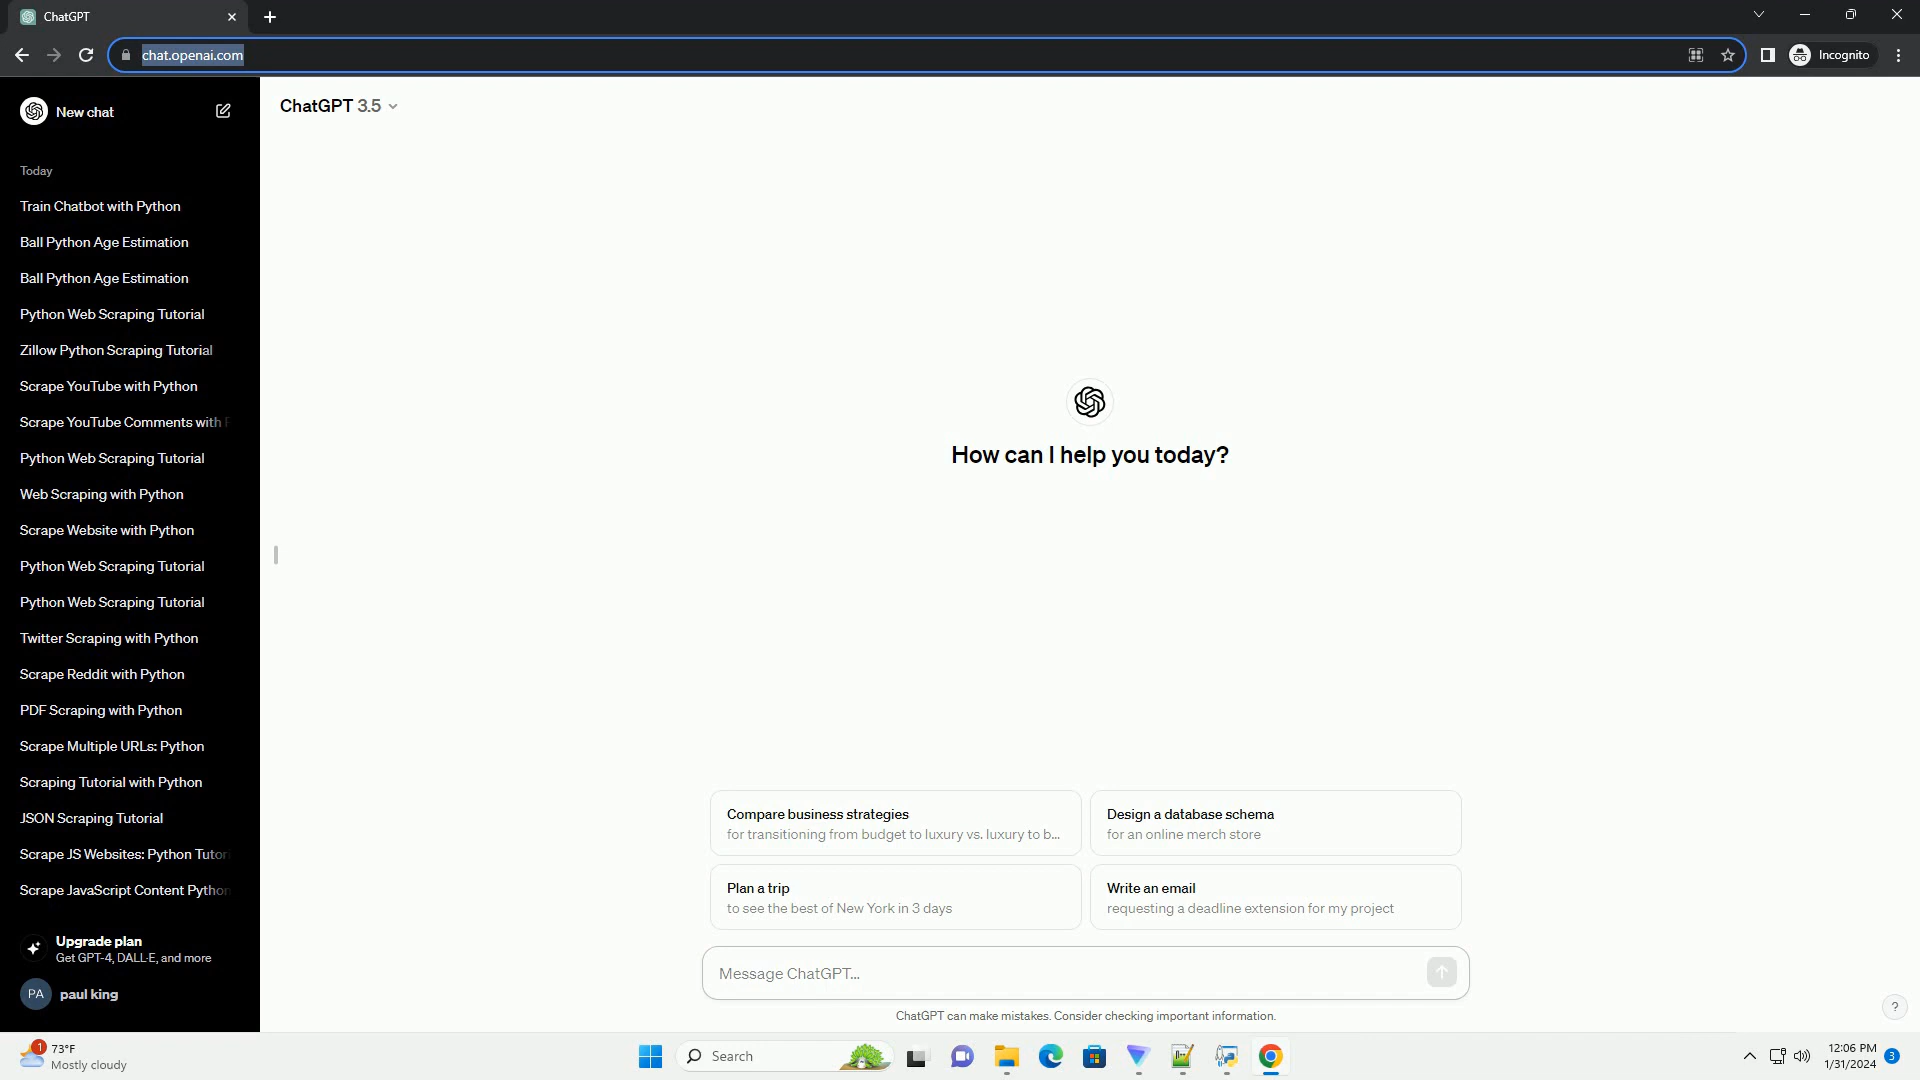 ChatGPT
chat.openai.com
Incognito
New chat
ChatGPT 3.5
Today
Train Chatbot with Python
Ball Python Age Estimation
Ball Python Age Estimation
Python Web Scraping Tutorial
Zillow Python Scraping Tutorial
Scrape YouTube with Python
Scrape YouTube Comments with P
Python Web Scraping Tutorial
Web Scraping with Python
Scrape Website with Python
Python Web Scraping Tutorial
Python Web Scraping Tutorial
Twitter Scraping with Python
Scrape Reddit with Python
PDF Scraping with Python
Scrape Multiple URLs: Python
Scraping Tutorial with Python
JSON Scraping Tutorial
Scrape JS Websites: Python Tutori
Scrape JavaScript Content Python
Upgrade plan
Get GPT-4, DALL·E, and more
PA paul king
How can I help you today?
Compare business strategies
for transitioning from budget to luxury vs. luxury to b...
Design a database schema
for an online merch store
Plan a trip
to see the best of New York in 3 days
Write an email
requesting a deadline extension for my project
Message ChatGPT...
ChatGPT can make mistakes. Consider checking important information.
?
1
73°F
Mostly cloudy
Search
12:06 PM
1/31/2024
3